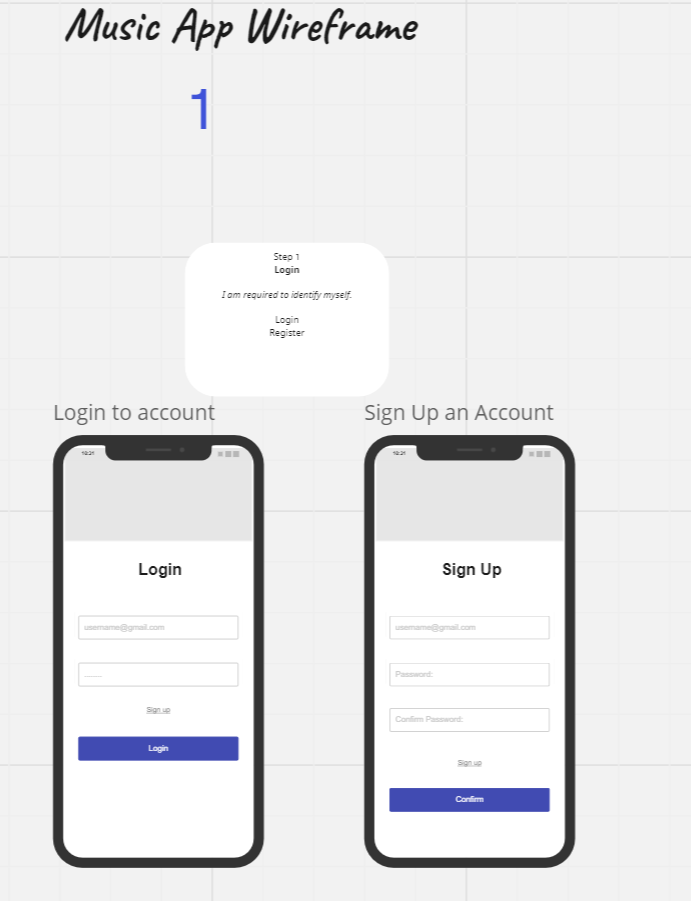 Music App Wireframe
1
Step 1
Login
I am required to identify myself.
Login
Register
Login to account
Sign Up an Account
10:21
10:21
Login
Sign Up
username@gmail.com
username@gmail.com
Password:
Sign up
Confirm Password:
Login
Sign up
Confirm